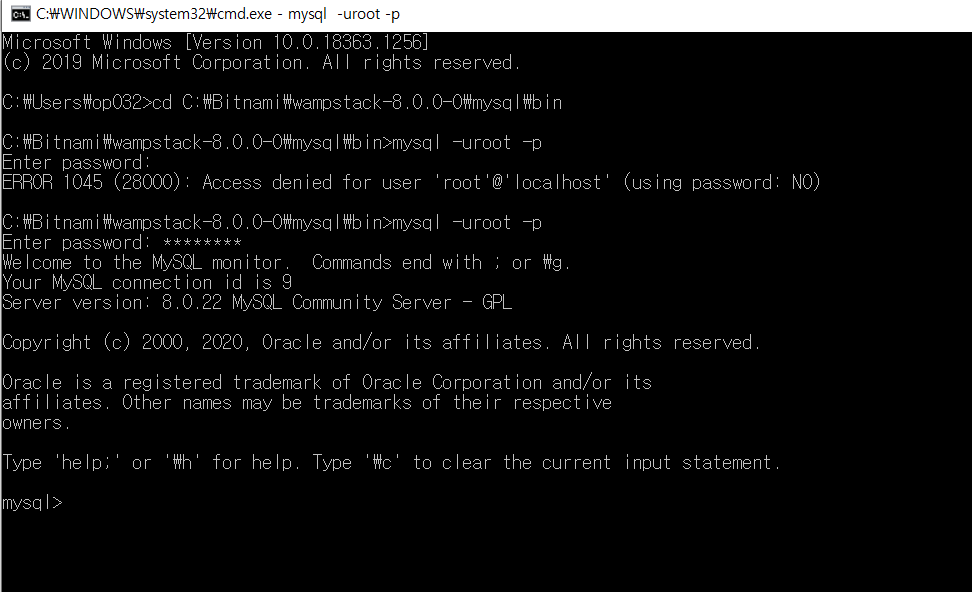 C:₩WINDOWS₩system32₩cmd.exe - mysql  -uroot -p
Microsoft Windows [Version 10.0.18363.1256]
(c) 2019 Microsoft Corporation. All rights reserved.
C:₩Users₩op032>cd C:₩Bitnami₩wampstack-8.0.0-0₩mysql₩bin
C:₩Bitnami₩wampstack-8.0.0-0₩mysql₩bin>mysql -uroot -p
Enter password:
ERROR 1045 (28000): Access denied for user 'root'@'localhost' (using password: NO)
C:₩Bitnami₩wampstack-8.0.0-0₩mysql₩bin>mysql -uroot -p
Enter password: ********
Welcome to the MySQL monitor.  Commands end with ; or ₩g.
Your MySQL connection id is 9
Server version: 8.0.22 MySQL Community Server - GPL
Copyright (c) 2000, 2020, Oracle and/or its affiliates. All rights reserved.
Oracle is a registered trademark of Oracle Corporation and/or its
affiliates. Other names may be trademarks of their respective
owners.
Type 'help;' or '₩h' for help. Type '₩c' to clear the current input statement.
mysql>